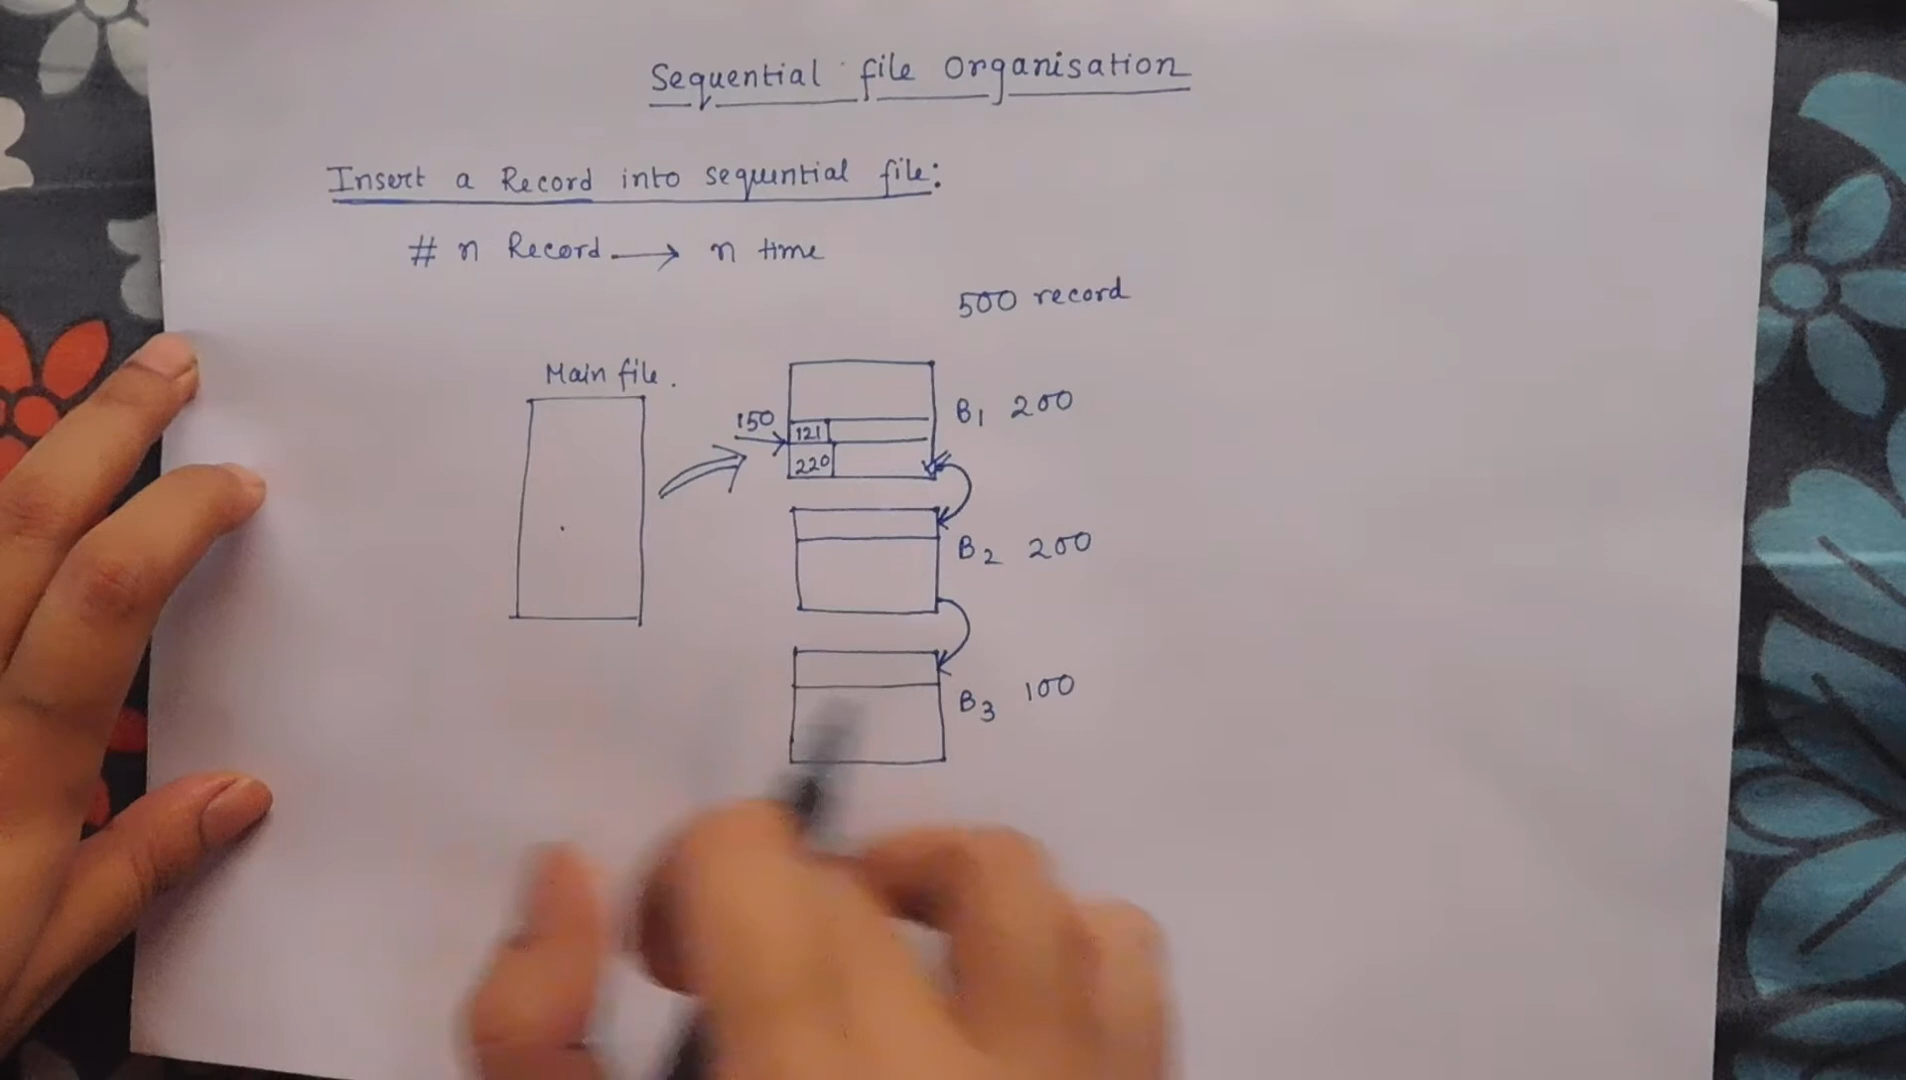 Sequential file Organisation
Insert a Record into sequential file:
# n Record → n time
500 record
Main file.
150
121
220
B1 200
B2 200
B3 100